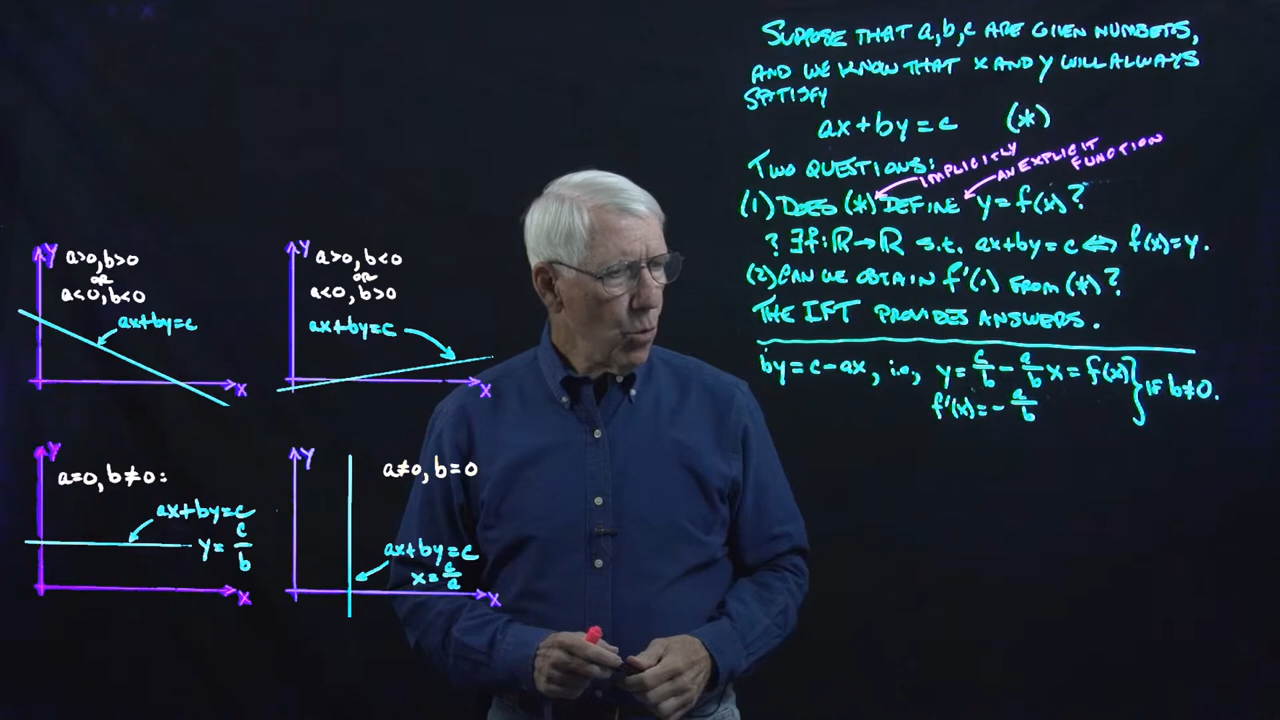 SUPPOSE THAT a,b,c ARE GIVEN NUMBERS,
AND WE KNOW THAT x AND y WILL ALWAYS
SATISFY
ax+by=c (*)
TWO QUESTIONS:
IMPLICITLY
AN EXPLICIT
FUNCTION
(1) DOES (*) DEFINE y=f(x)?
? ∃f:ℝ→ℝ s.t. ax+by=c ⇔ f(x)=y.
(2) CAN WE OBTAIN f'(.) FROM (*)?
THE IFT PROVIDES ANSWERS.
by=c-ax, i.e., y=c/b-a/b x=f(x) } IF b≠0.
f'(x)=-a/b
Y
a>0,b>0
OR
a<0,b<0
ax+by=c
X
Y
a>0,b<0
OR
a<0,b>0
ax+by=c
X
Y
a=0,b≠0:
ax+by=c
y=c/b
X
Y
a≠0,b=0
ax+by=c
x=c/a
X